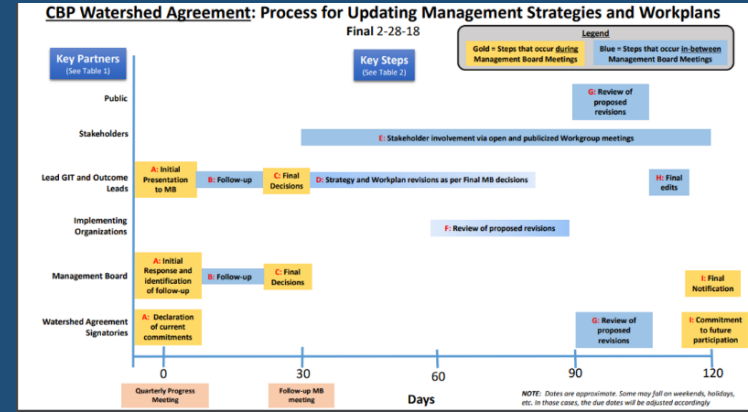 CBP Watershed Agreement: Process for Updating Management Strategies and Workplans
Final 2-28-18
Legend
Gold = Steps that occur during
Management Board Meetings
Blue = Steps that occur in-between
Management Board Meetings
Key Partners
(See Table 1)
Key Steps
(See Table 2)
Public
G: Review of
proposed
revisions
Stakeholders
E: Stakeholder involvement via open and publicized Workgroup meetings
Lead GIT and Outcome
Leads
A: Initial
Presentation
to MB
B: Follow-up
C: Final
Decisions
D: Strategy and Workplan revisions as per Final MB decisions
H: Final
edits
Implementing
Organizations
F: Review of proposed revisions
Management Board
A: Initial
Response and
identification
of follow-up
B: Follow-up
C: Final
Decisions
I: Final
Notification
Watershed Agreement
Signatories
A: Declaration
of current
commitments
G: Review of
proposed
revisions
I: Commitment
to future
participation
0
30
60
90
120
Quarterly Progress
Meeting
Follow-up MB
meeting
Days
NOTE: Dates are approximate. Some may fall on weekends, holidays,
etc. In those cases, the due dates will be adjusted accordingly